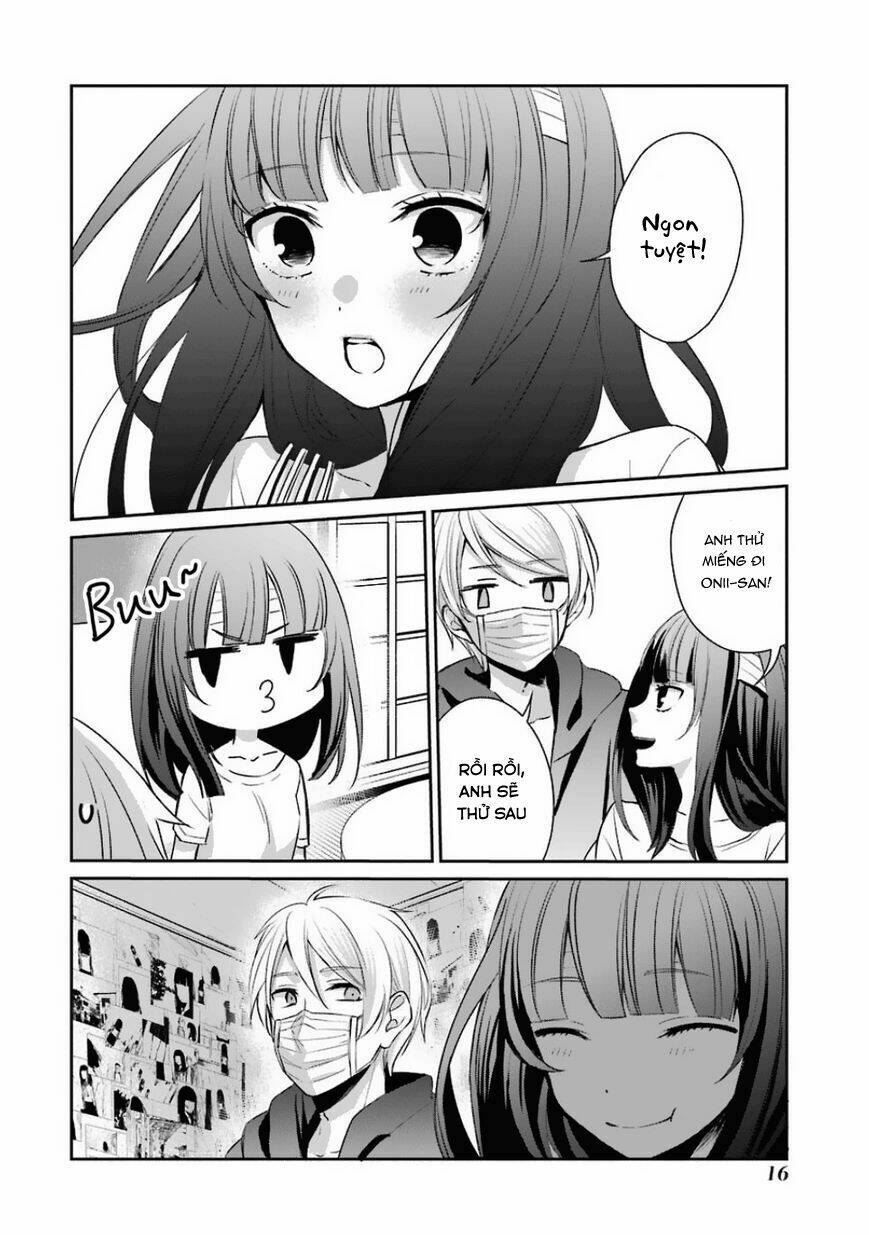 Ngon
tuyệt!
ANH THỬ
MIẾNG ĐI
ONII-SAN!
RỒI RỒI,
ANH SẼ
THỬ SAU
Buu~
16